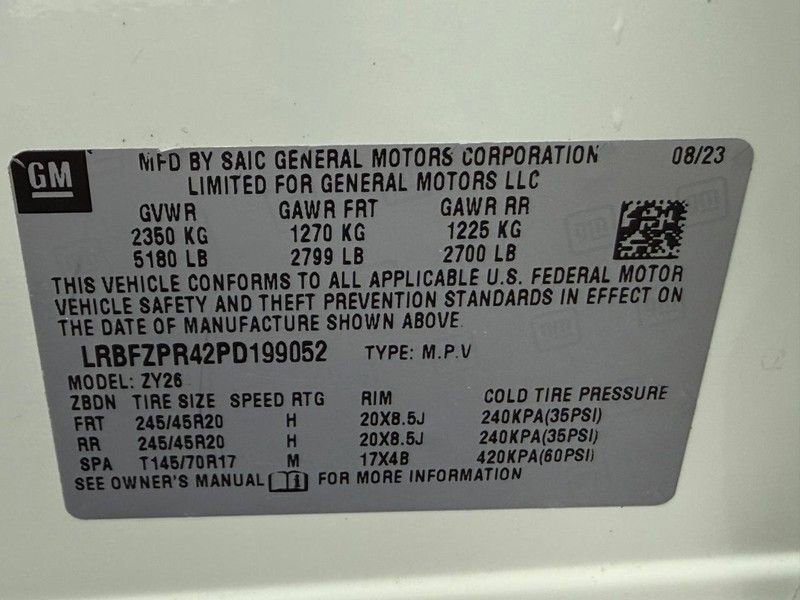 GM
MFD BY SAIC GENERAL MOTORS CORPORATION 08/23
LIMITED FOR GENERAL MOTORS LLC
GVWR GAWR FRT GAWR RR
2350 KG 1270 KG 1225 KG
5180 LB 2799 LB 2700 LB
THIS VEHICLE CONFORMS TO ALL APPLICABLE U.S. FEDERAL MOTOR
VEHICLE SAFETY AND THEFT PREVENTION STANDARDS IN EFFECT ON
THE DATE OF MANUFACTURE SHOWN ABOVE.
LRBFZPR42PD199052 TYPE: M.P.V
MODEL: ZY26
ZBDN TIRE SIZE SPEED RTG RIM COLD TIRE PRESSURE
FRT 245/45R20 H 20X8.5J 240KPA(35PSI)
RR 245/45R20 H 20X8.5J 240KPA(35PSI)
SPA T145/70R17 M 17X4B 420KPA(60PSI)
SEE OWNER'S MANUAL FOR MORE INFORMATION